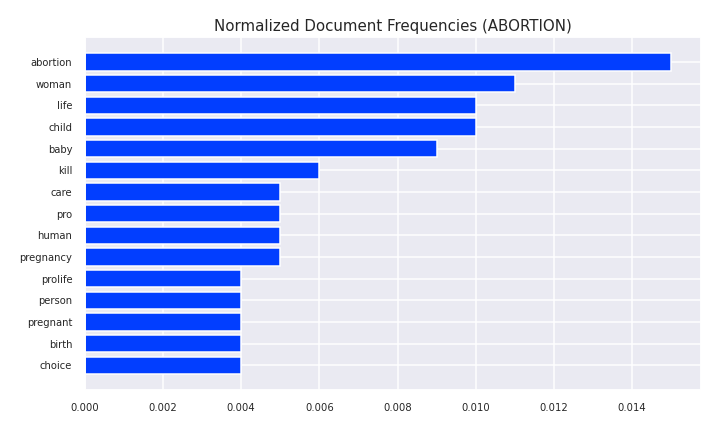 Normalized Document Frequencies (ABORTION)
abortion
woman
life
child
baby
kill
care
pro
human
pregnancy
prolife
person
pregnant
birth
choice
0.000 0.002 0.004 0.006 0.008 0.010 0.012 0.014